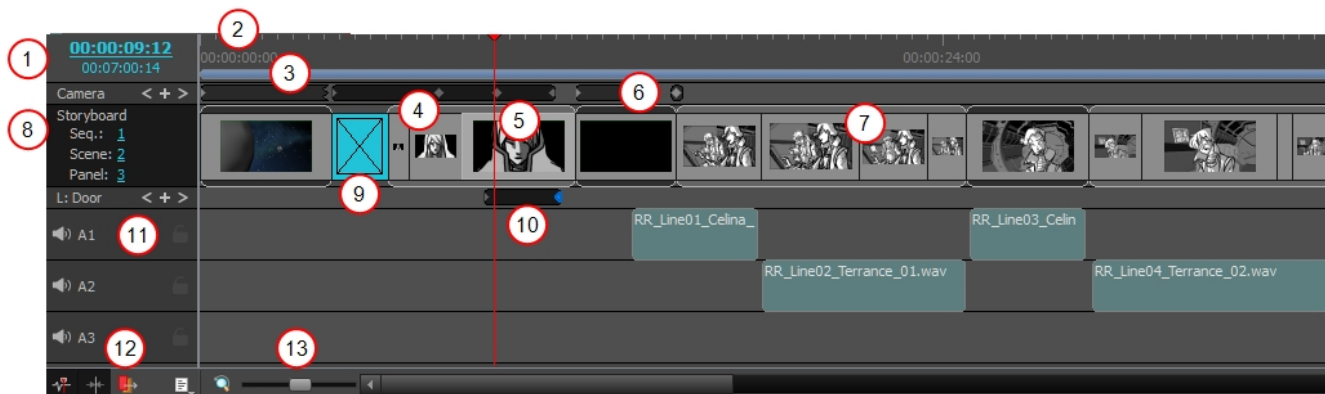 00:00:09:12
00:07:00:14
00:00:00:00
00:00:24:00
1
2
3
Camera < + >
4
5
6
7
8
Storyboard
Seq.: 1
Scene: 2
Panel: 3
9
L: Door < + >
10
11
A1
RR_Line01_Celina_
RR_Line03_Celin
A2
RR_Line02_Terrance_01.wav
RR_Line04_Terrance_02.wav
A3
12
13